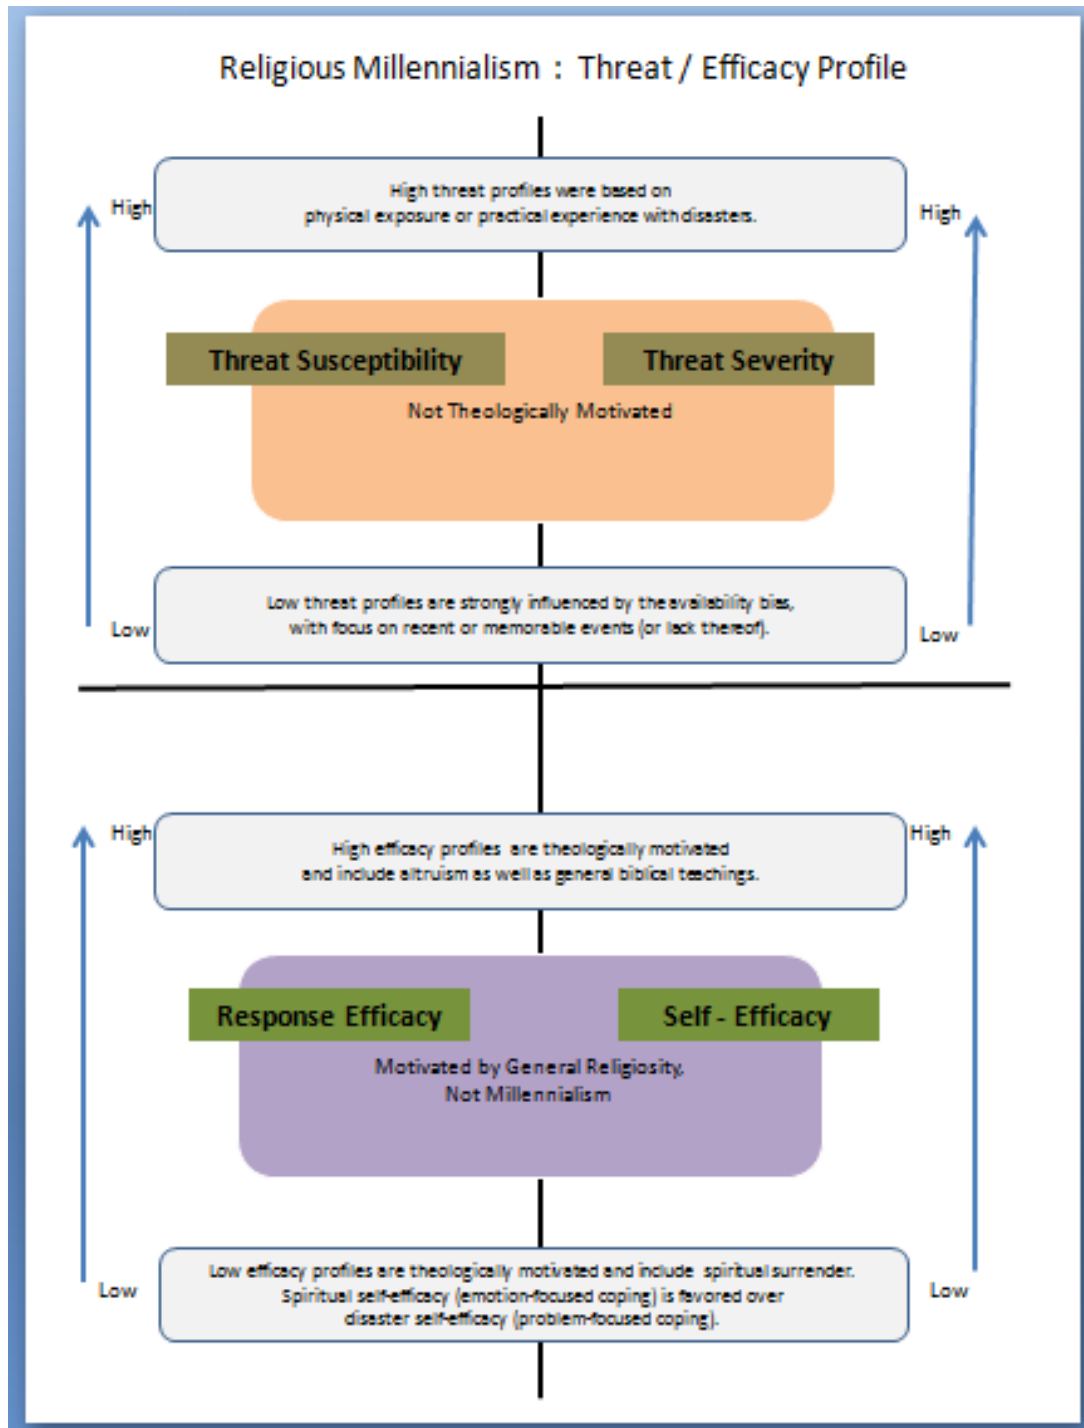 Religious Millennialism : Threat / Efficacy Profile
High threat profiles were based on
physical exposure or practical experience with disasters.
High
High
Threat Susceptibility
Threat Severity
Not Theologically Motivated
Low threat profiles are strongly influenced by the availability bias,
with focus on recent or memorable events (or lack thereof).
Low
Low
High
High
High efficacy profiles are theologically motivated
and include altruism as well as general biblical teachings.
Response Efficacy
Self - Efficacy
Motivated by General Religiosity,
Not Millennialism
Low efficacy profiles are theologically motivated and include spiritual surrender.
Spiritual self-efficacy (emotion-focused coping) is favored over
disaster self-efficacy (problem-focused coping).
Low
Low